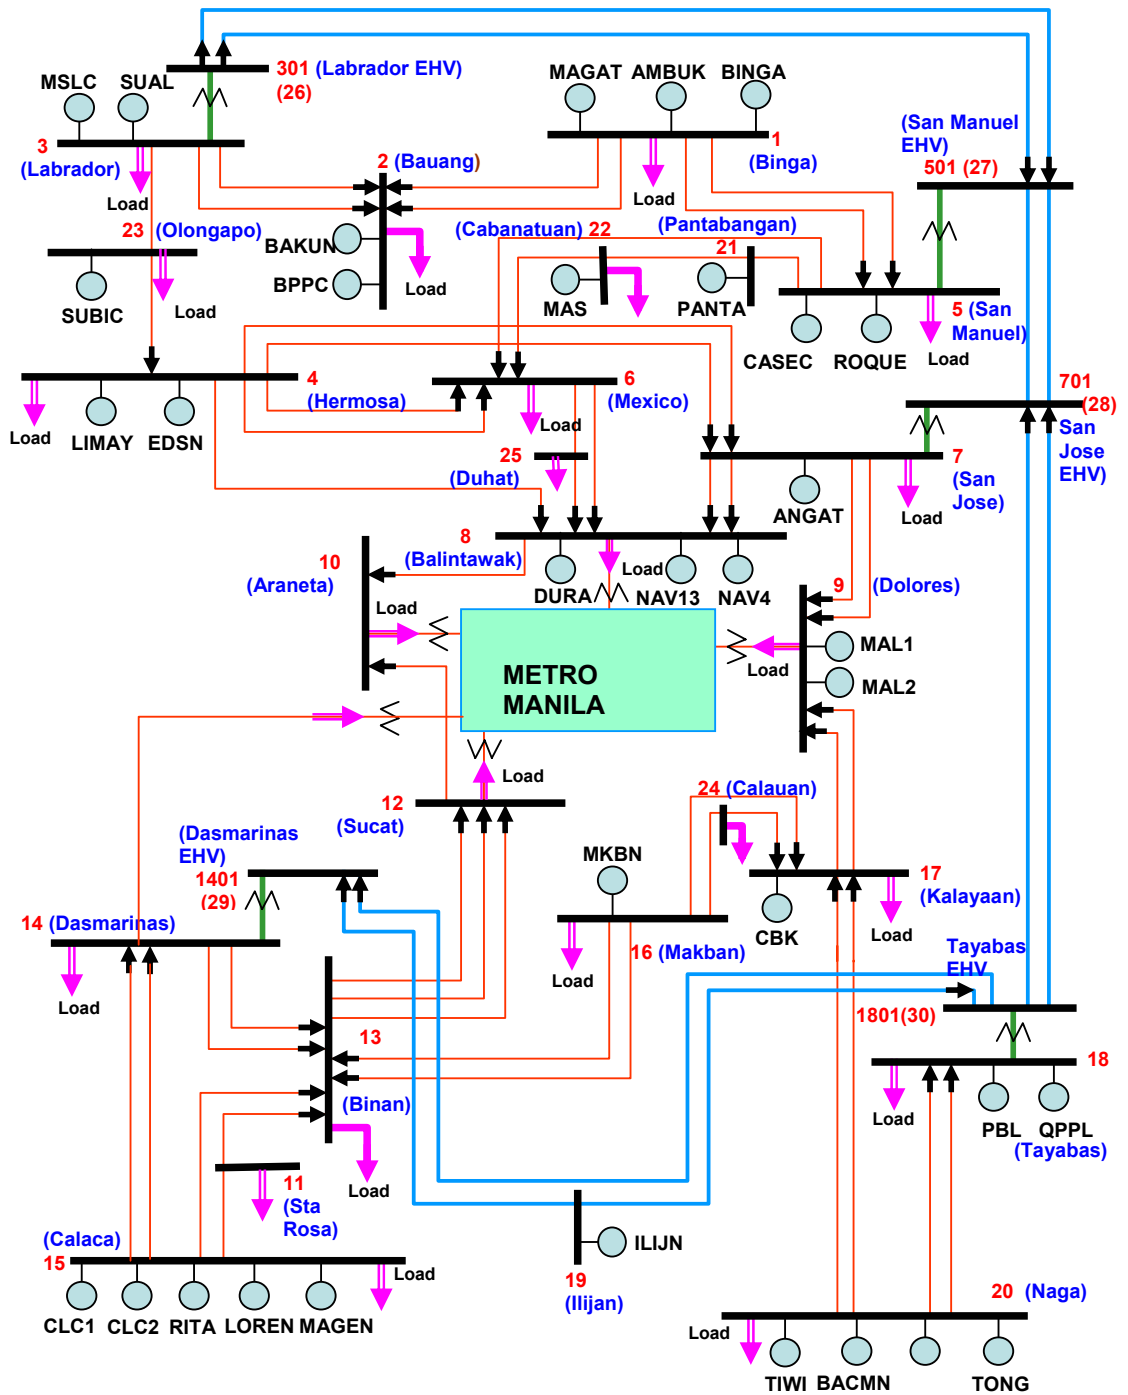 301 (Labrador EHV)
(26)
MSLC SUAL
MAGAT AMBUK BINGA
3
(Labrador)
Load
2 (Bauang)
Load
1
(Binga)
(San Manuel
EHV)
501 (27)
23 (Olongapo)
SUBIC
Load
BAKUN
BPPC
Load
(Cabanatuan) 22
MAS
(Pantabangan)
21
PANTA
CASEC ROQUE
5 (San
Manuel)
Load
4
(Hermosa)
Load
LIMAY EDSN
6
(Mexico)
Load
701
(28)
San
Jose
EHV
25
(Duhat)
7
(San
Jose)
ANGAT
Load
8
(Balintawak)
10
(Araneta)
Load
DURA
Load
NAV13 NAV4
9 (Dolores)
MAL1
MAL2
Load
METRO
MANILA
Load
12
(Sucat)
24 (Calauan)
(Dasmarinas
EHV)
1401
(29)
14 (Dasmarinas)
Load
MKBN
Load
16 (Makban)
CBK
17
(Kalayaan)
Load
Tayabas
EHV
1801(30)
13
(Binan)
Load
18
Load
PBL QPPL
(Tayabas)
11
(Sta
Rosa)
(Calaca)
15
Load
CLC1 CLC2 RITA LOREN MAGEN
ILIJN
19
(Ilijan)
20 (Naga)
Load
TIWI BACMN TONG